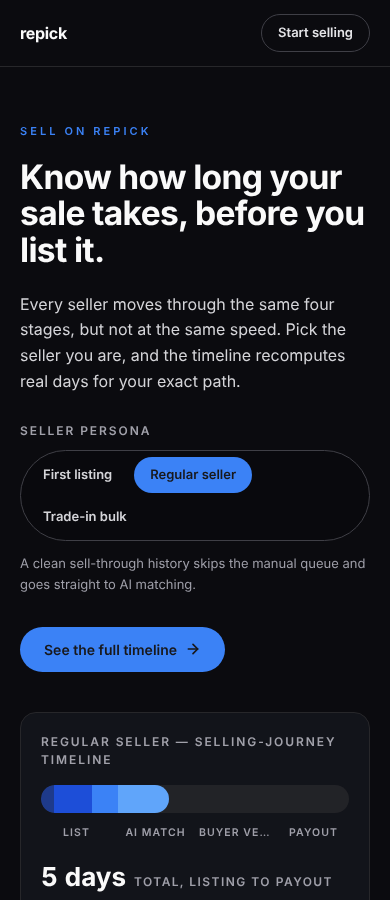 repick
Start selling
SELL ON REPICK
Know how long your
sale takes, before you
list it.
Every seller moves through the same four
stages, but not at the same speed. Pick the
seller you are, and the timeline recomputes
real days for your exact path.
SELLER PERSONA
First listing
Regular seller
Trade-in bulk
A clean sell-through history skips the manual queue and
goes straight to AI matching.
See the full timeline →
REGULAR SELLER — SELLING-JOURNEY
TIMELINE
LIST
AI MATCH
BUYER VE…
PAYOUT
5 days TOTAL, LISTING TO PAYOUT